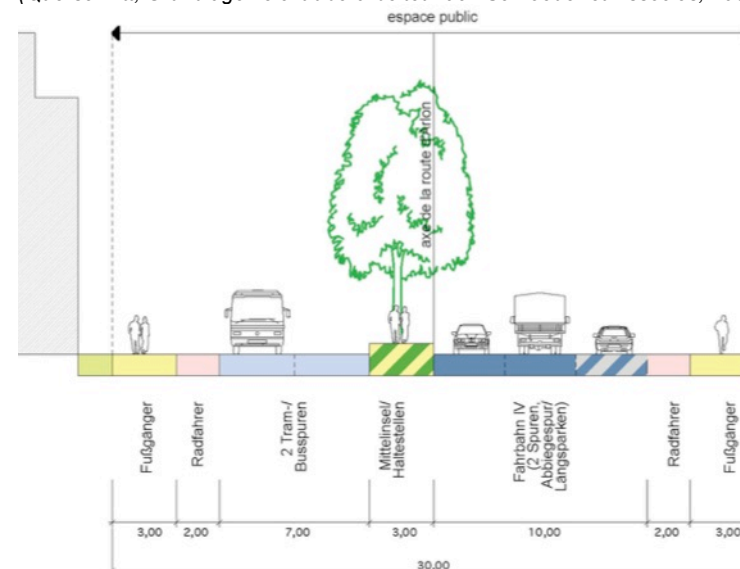 espace public
axe de la route d'Arlon
Fußgänger
Radfahrer
2 Tram-/
Busspuren
Mittelinsel/
Haltestellen
Fahrbahn IV
(2 Spuren,
Abbiegespur/
Längsparken)
Radfahrer
Fußgänger
3,00 2,00 7,00 3,00 10,00 2,00 3,00
30,00